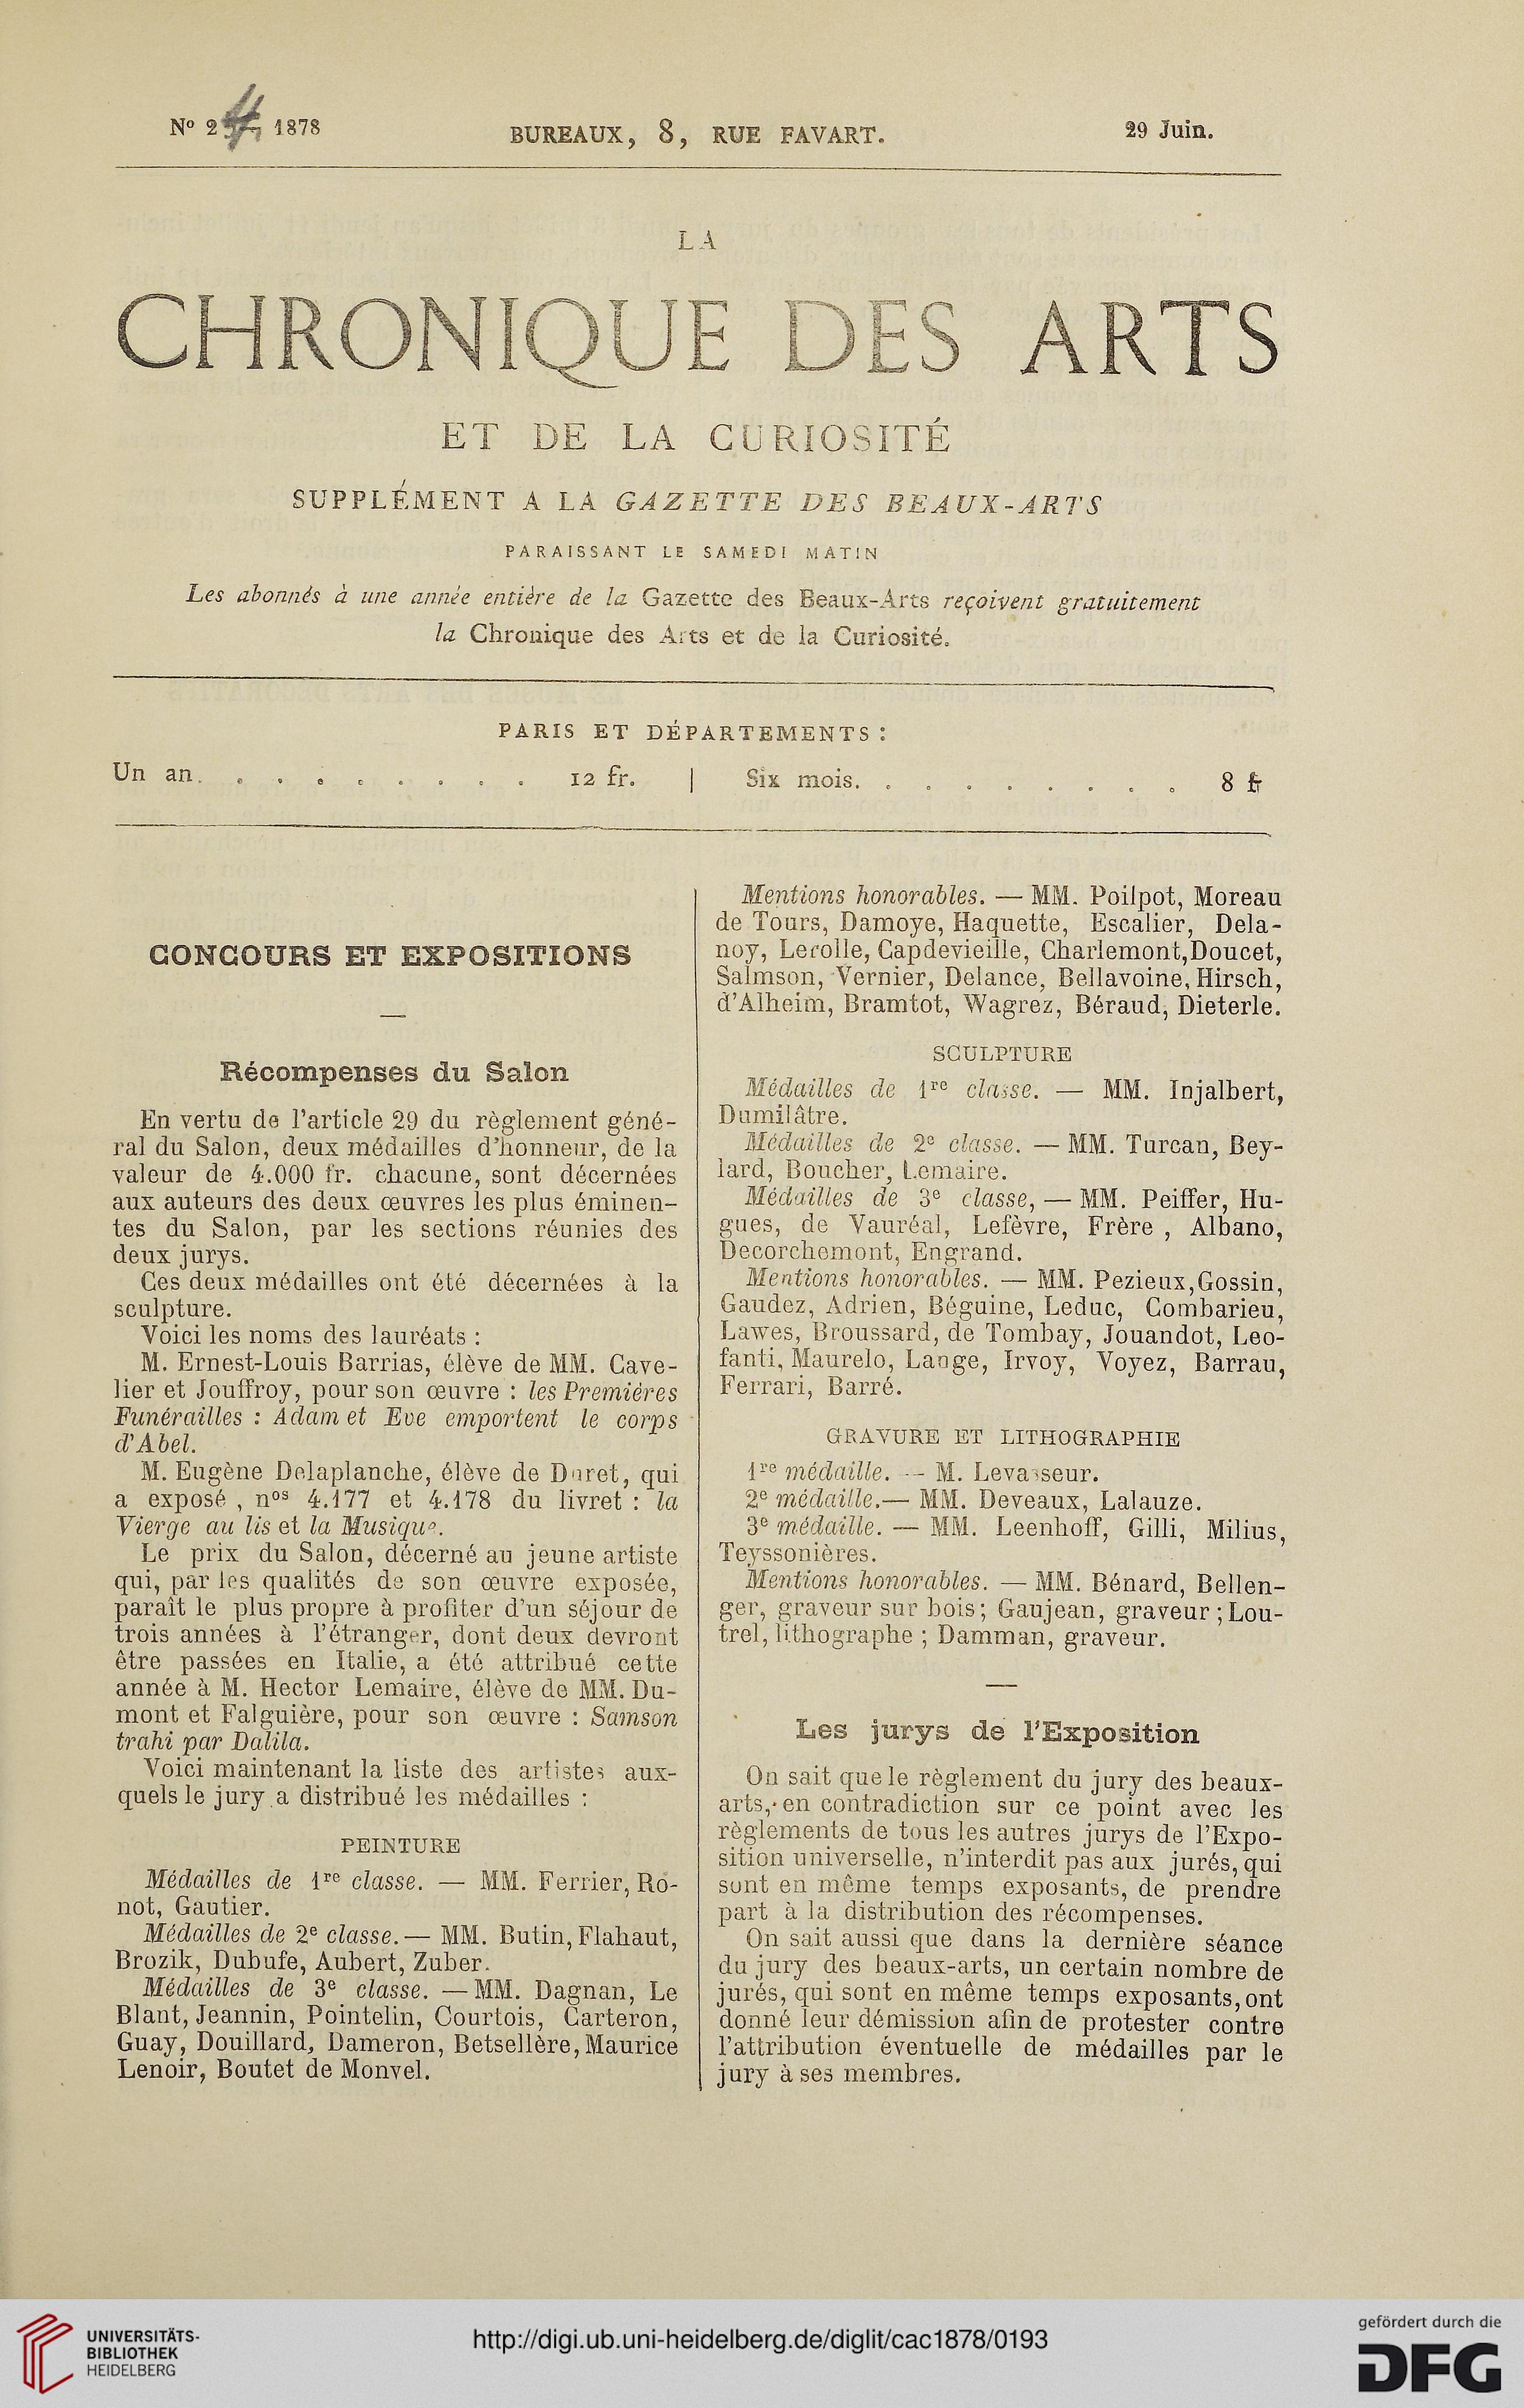 N° 24 1878
BUREAUX, 8, RUE FAVART.
29 Juin.
LA
CHRONIQUE DES ARTS
ET DE LA CURIOSITÉ
SUPPLÉMENT A LA GAZETTE DES BEAUX-ARTS
PARAISSANT LE SAMEDI MATIN
Les abonnés à une année entière de la Gazette des Beaux-Arts reçoivent gratuitement
la Chronique des Arts et de la Curiosité.
PARIS ET DÉPARTEMENTS :
Un an. . . . . . . . . 12 fr. | Six mois. . . . . . . . . 8 fr
CONCOURS ET EXPOSITIONS
—
Récompenses du Salon
En vertu de l'article 29 du règlement géné-
ral du Salon, deux médailles d'honneur, de la
valeur de 4.000 fr. chacune, sont décernées
aux auteurs des deux œuvres les plus éminen-
tes du Salon, par les sections réunies des
deux jurys.
Ces deux médailles ont été décernées à la
sculpture.
Voici les noms des lauréats :
M. Ernest-Louis Barrias, élève de MM. Cave-
lier et Jouffroy, pour son œuvre : les Premières
Funérailles : Adam et Eve emportent le corps
d'Abel.
M. Eugène Delaplanche, élève de Duret, qui
a exposé, nos 4.177 et 4.178 du livret : la
Vierge au lis et la Musique.
Le prix du Salon, décerné au jeune artiste
qui, par les qualités de son œuvre exposée,
paraît le plus propre à profiter d'un séjour de
trois années à l'étranger, dont deux devront
être passées en Italie, a été attribué cette
année à M. Hector Lemaire, élève de MM. Du-
mont et Falguière, pour son œuvre : Samson
trahi par Dalila.
Voici maintenant la liste des artistes aux-
quels le jury a distribué les médailles :
PEINTURE
Médailles de 1re classe. — MM. Ferrier, Ro-
not, Gautier.
Médailles de 2e classe. — MM. Butin, Flahaut,
Brozik, Dubufe, Aubert, Zuber.
Médailles de 3e classe. — MM. Dagnan, Le
Blant, Jeannin, Pointelin, Courtois, Carteron,
Guay, Douillard, Dameron, Betsellère, Maurice
Lenoir, Boutet de Monvel.
Mentions honorables. — MM. Poilpot, Moreau
de Tours, Damoye, Haquette, Escalier, Dela-
noy, Lerolle, Capdevieille, Charlemont, Doucet,
Salmson, Vernier, Delance, Bellavoine, Hirsch,
d'Alheim, Bramtot, Wagrez, Béraud, Dieterle.
SCULPTURE
Médailles de 1re classe. — MM. Injalbert,
Dumilâtre.
Médailles de 2e classe. — MM. Turcan, Bey-
lard, Boucher, Lemaire.
Médailles de 3e classe, — MM. Peiffer, Hu-
gues, de Vauréal, Lefèvre, Frère , Albano,
Decorchemont, Engrand.
Mentions honorables. — MM. Pezieux, Gossin,
Gaudez, Adrien, Béguine, Leduc, Combarieu,
Lawes, Broussard, de Tombay, Jouandot, Leo-
fanti, Maurelo, Lange, Irvoy, Voyez, Barrau,
Ferrari, Barré.
GRAVURE ET LITHOGRAPHIE
1re médaille. — M. Levasseur.
2e médaille. — MM. Deveaux, Lalauze.
3e médaille. — MM. Leenhoff, Gilli, Milius,
Teyssonières.
Mentions honorables. — MM. Bénard, Bellen-
ger, graveur sur bois; Gaujean, graveur ; Lou-
trel, lithographe ; Damman, graveur.
—
Les jurys de l'Exposition
On sait que le règlement du jury des beaux-
arts, en contradiction sur ce point avec les
règlements de tous les autres jurys de l'Expo-
sition universelle, n'interdit pas aux jurés, qui
sont en même temps exposants, de prendre
part à la distribution des récompenses.
On sait aussi que dans la dernière séance
du jury des beaux-arts, un certain nombre de
jurés, qui sont en même temps exposants, ont
donné leur démission afin de protester contre
l'attribution éventuelle de médailles par le
jury à ses membres.
UNIVERSITÄTS-
BIBLIOTHEK
HEIDELBERG
http://digi.ub.uni-heidelberg.de/diglit/cac1878/0193
gefördert durch die
DFG